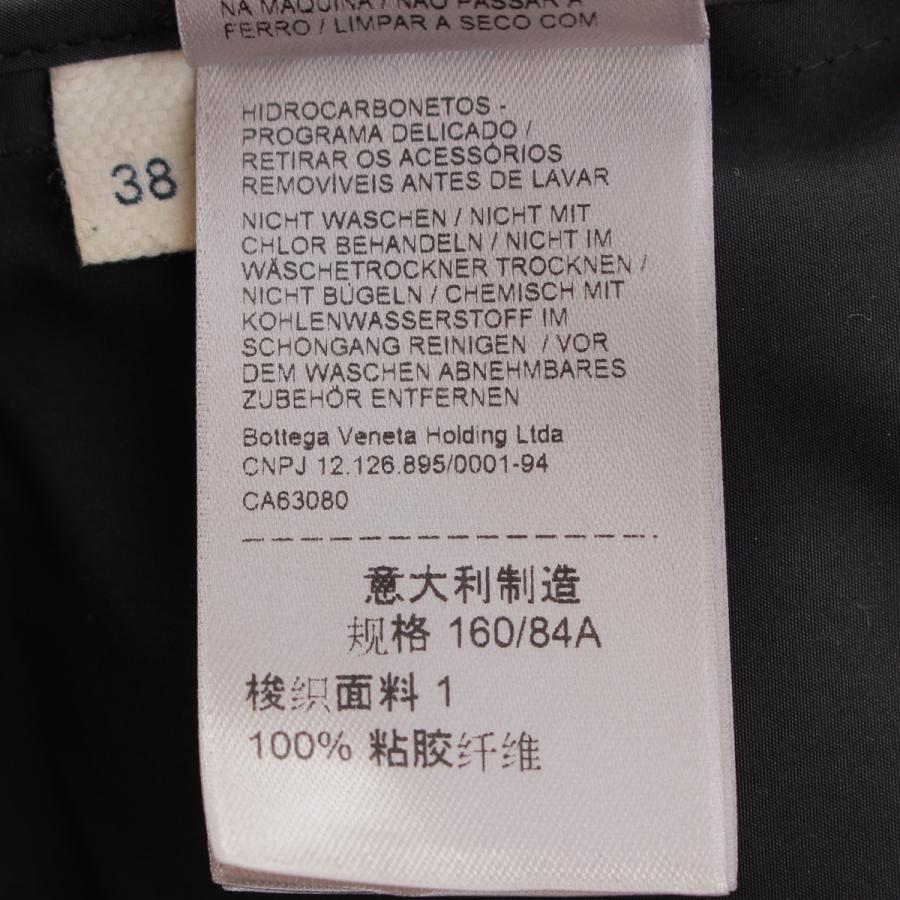 NA MÁQUINA / NÃO PASSAR A
FERRO / LIMPAR A SECO COM
38
HIDROCARBONETOS -
PROGRAMA DELICADO /
RETIRAR OS ACESSÓRIOS
REMOVÍVEIS ANTES DE LAVAR
NICHT WASCHEN / NICHT MIT
CHLOR BEHANDELN / NICHT IM
WÄSCHETROCKNER TROCKNEN /
NICHT BÜGELN / CHEMISCH MIT
KOHLENWASSERSTOFF IM
SCHONGANG REINIGEN / VOR
DEM WASCHEN ABNEHMBARES
ZUBEHÖR ENTFERNEN
Bottega Veneta Holding Ltda
CNPJ 12.126.895/0001-94
CA63080
意大利制造
规格 160/84A
梭织面料 1
100% 粘胶纤维